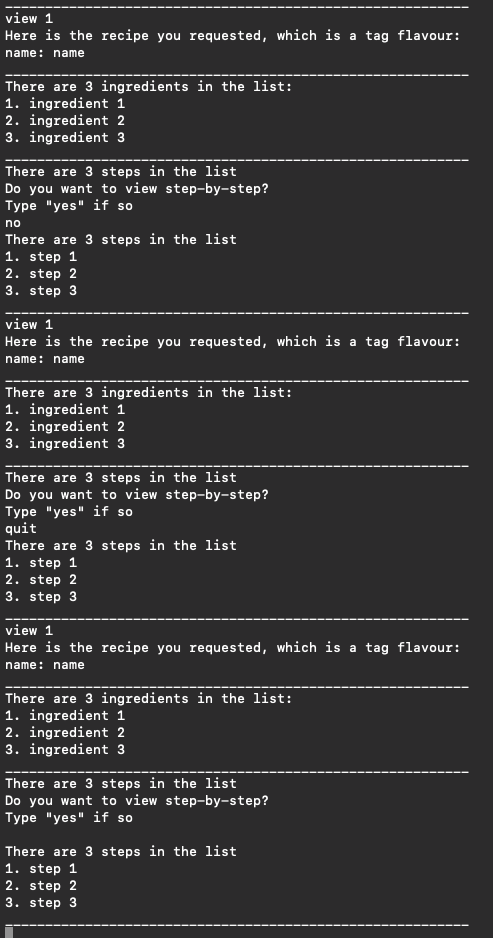 __________________________________________________________
view 1
Here is the recipe you requested, which is a tag flavour:
name: name
__________________________________________________________
There are 3 ingredients in the list:
1. ingredient 1
2. ingredient 2
3. ingredient 3
__________________________________________________________
There are 3 steps in the list
Do you want to view step-by-step?
Type "yes" if so
no
There are 3 steps in the list
1. step 1
2. step 2
3. step 3
__________________________________________________________
view 1
Here is the recipe you requested, which is a tag flavour:
name: name
__________________________________________________________
There are 3 ingredients in the list:
1. ingredient 1
2. ingredient 2
3. ingredient 3
__________________________________________________________
There are 3 steps in the list
Do you want to view step-by-step?
Type "yes" if so
quit
There are 3 steps in the list
1. step 1
2. step 2
3. step 3
__________________________________________________________
view 1
Here is the recipe you requested, which is a tag flavour:
name: name
__________________________________________________________
There are 3 ingredients in the list:
1. ingredient 1
2. ingredient 2
3. ingredient 3
__________________________________________________________
There are 3 steps in the list
Do you want to view step-by-step?
Type "yes" if so

There are 3 steps in the list
1. step 1
2. step 2
3. step 3
__________________________________________________________